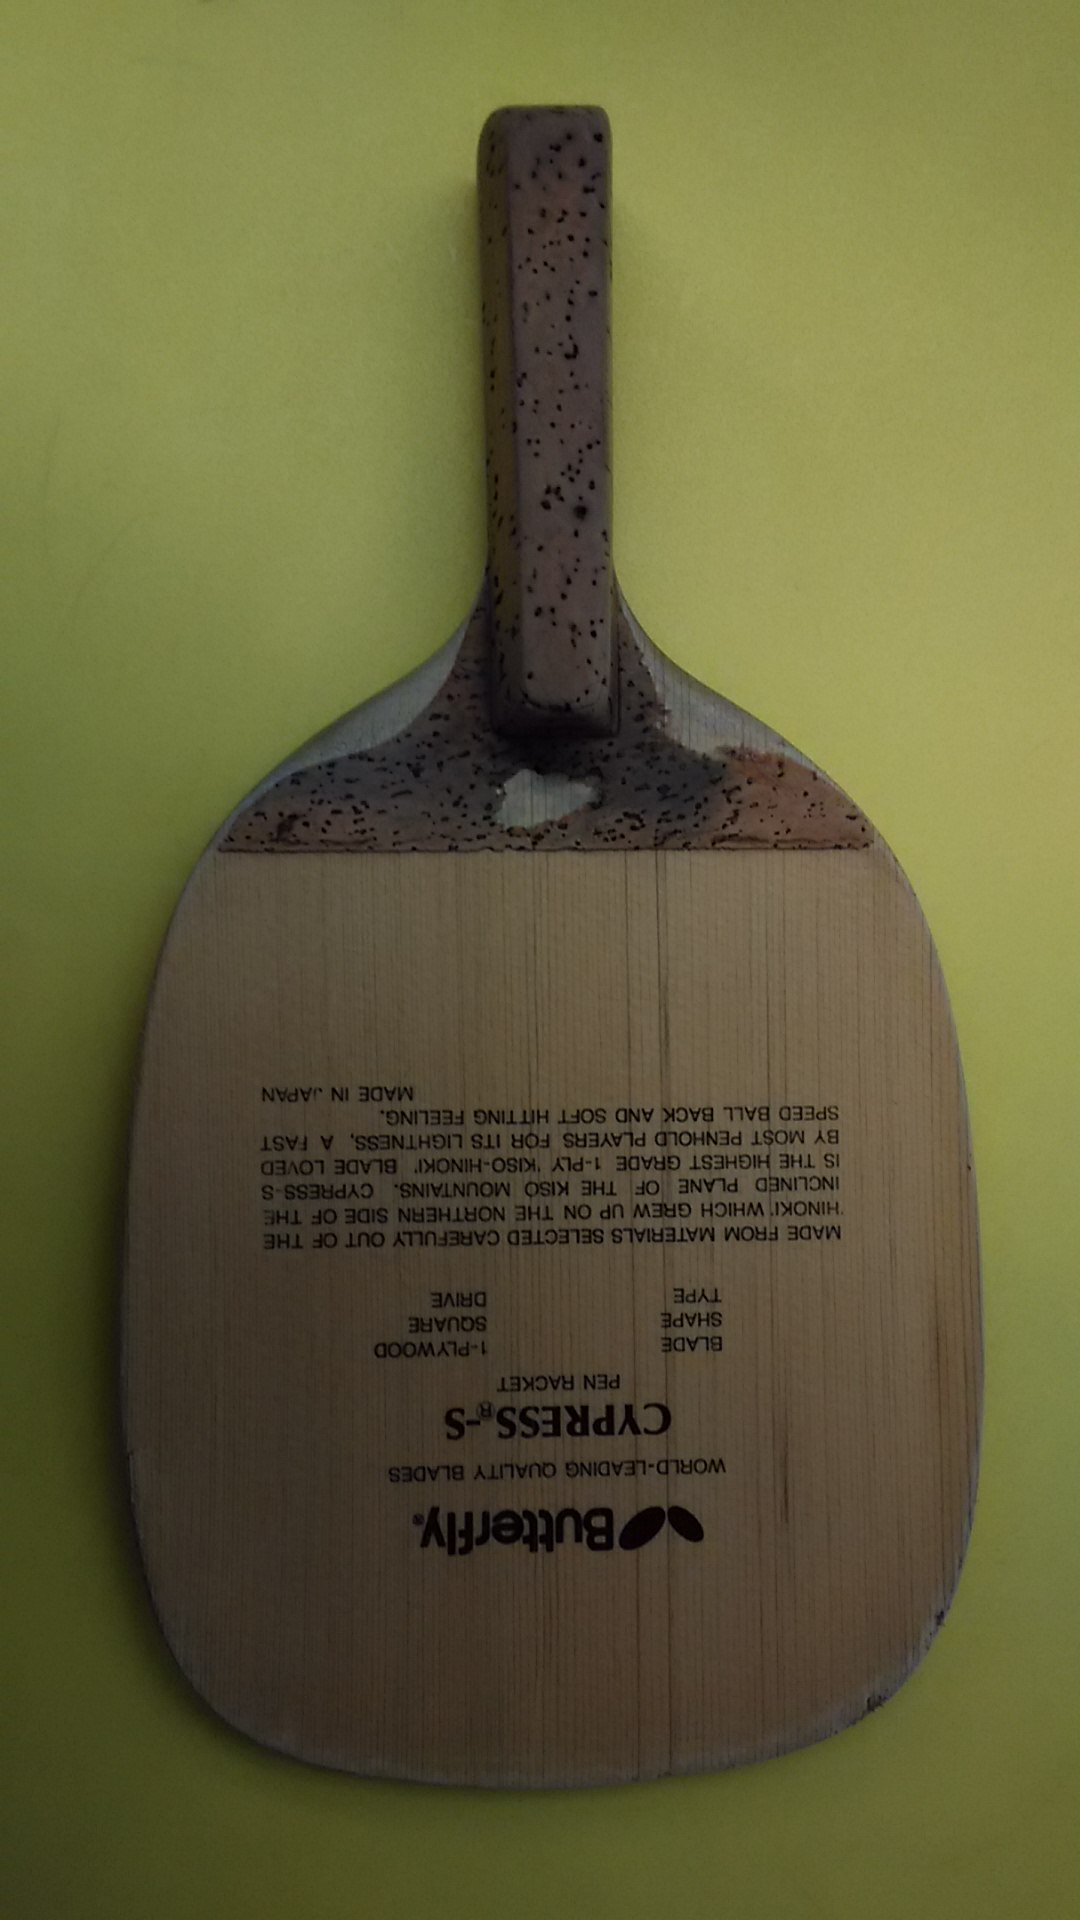 Butterfly®
WORLD-LEADING QUALITY BLADES
CYPRESS®-S
PEN RACKET
BLADE 1-PLYWOOD
SHAPE SQUARE
TYPE DRIVE
MADE FROM MATERIALS SELECTED CAREFULLY OUT OF THE
'HINOKI,' WHICH GREW UP ON THE NORTHERN SIDE OF THE
INCLINED PLANE OF THE KISO MOUNTAINS. CYPRESS-S
IS THE HIGHEST GRADE 1-PLY 'KISO-HINOKI' BLADE LOVED
BY MOST PENHOLD PLAYERS FOR ITS LIGHTNESS, A FAST
SPEED BALL BACK AND SOFT HITTING FEELING.
MADE IN JAPAN